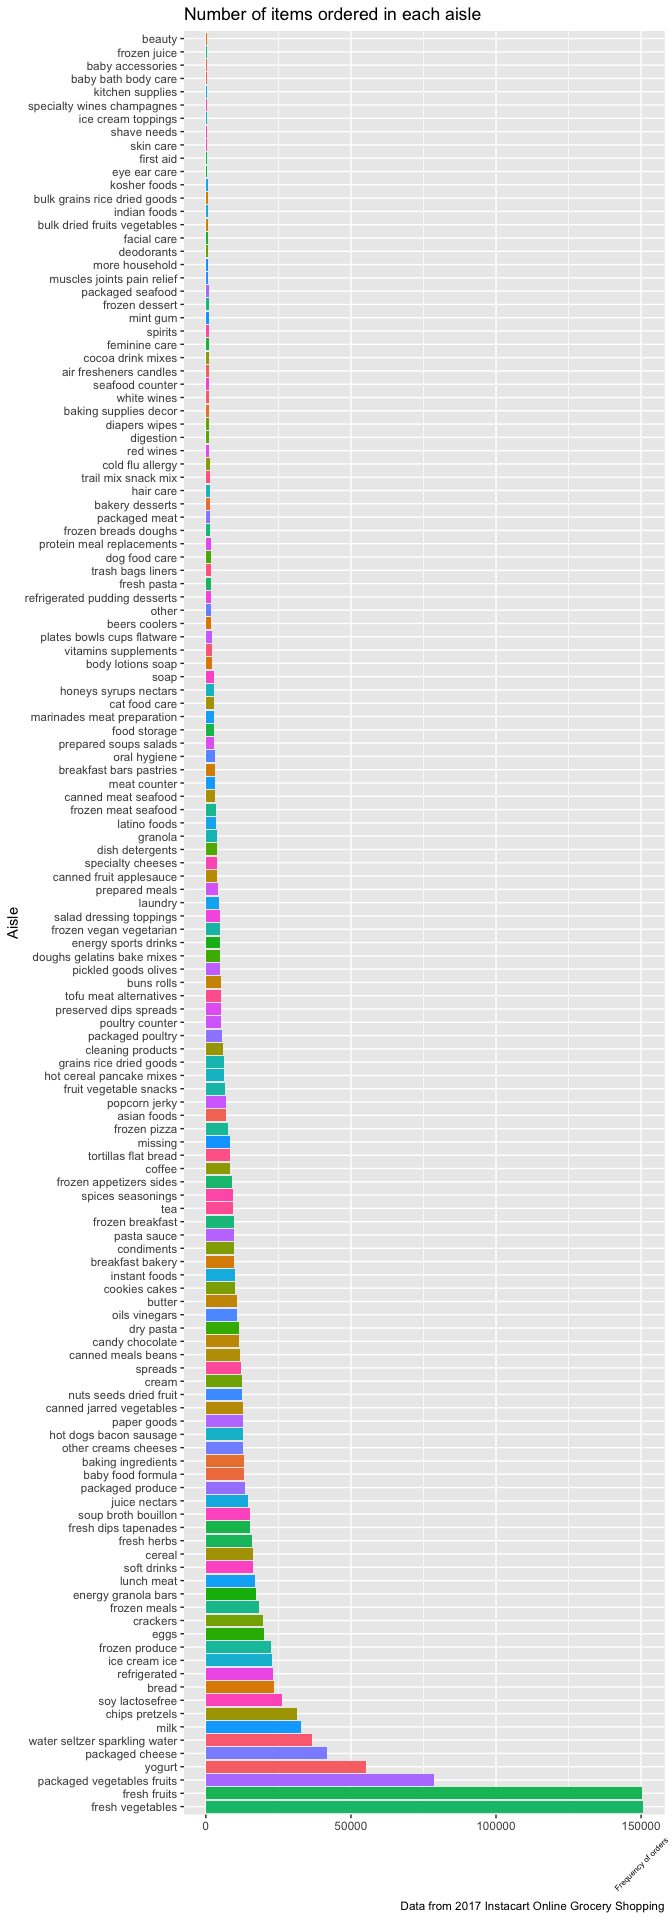 Number of items ordered in each aisle
beauty
frozen juice
baby accessories
baby bath body care
kitchen supplies
specialty wines champagnes
ice cream toppings
shave needs
skin care
first aid
eye ear care
kosher foods
bulk grains rice dried goods
indian foods
bulk dried fruits vegetables
facial care
deodorants
more household
muscles joints pain relief
packaged seafood
frozen dessert
mint gum
spirits
feminine care
cocoa drink mixes
air fresheners candles
seafood counter
white wines
baking supplies decor
diapers wipes
digestion
red wines
cold flu allergy
trail mix snack mix
hair care
bakery desserts
packaged meat
frozen breads doughs
protein meal replacements
dog food care
trash bags liners
fresh pasta
refrigerated pudding desserts
other
beers coolers
plates bowls cups flatware
vitamins supplements
body lotions soap
soap
honeys syrups nectars
cat food care
marinades meat preparation
food storage
prepared soups salads
oral hygiene
breakfast bars pastries
meat counter
canned meat seafood
frozen meat seafood
latino foods
granola
dish detergents
specialty cheeses
canned fruit applesauce
prepared meals
laundry
salad dressing toppings
frozen vegan vegetarian
energy sports drinks
doughs gelatins bake mixes
pickled goods olives
buns rolls
tofu meat alternatives
preserved dips spreads
poultry counter
packaged poultry
cleaning products
grains rice dried goods
hot cereal pancake mixes
fruit vegetable snacks
popcorn jerky
asian foods
frozen pizza
missing
tortillas flat bread
coffee
frozen appetizers sides
spices seasonings
tea
frozen breakfast
pasta sauce
condiments
breakfast bakery
instant foods
cookies cakes
butter
oils vinegars
dry pasta
candy chocolate
canned meals beans
spreads
cream
nuts seeds dried fruit
canned jarred vegetables
paper goods
hot dogs bacon sausage
other creams cheeses
baking ingredients
baby food formula
packaged produce
juice nectars
soup broth bouillon
fresh dips tapenades
fresh herbs
cereal
soft drinks
lunch meat
energy granola bars
frozen meals
crackers
eggs
frozen produce
ice cream ice
refrigerated
bread
soy lactosefree
chips pretzels
milk
water seltzer sparkling water
packaged cheese
yogurt
packaged vegetables fruits
fresh fruits
fresh vegetables
Aisle
0 50000 100000 150000
Frequency of orders
Data from 2017 Instacart Online Grocery Shopping